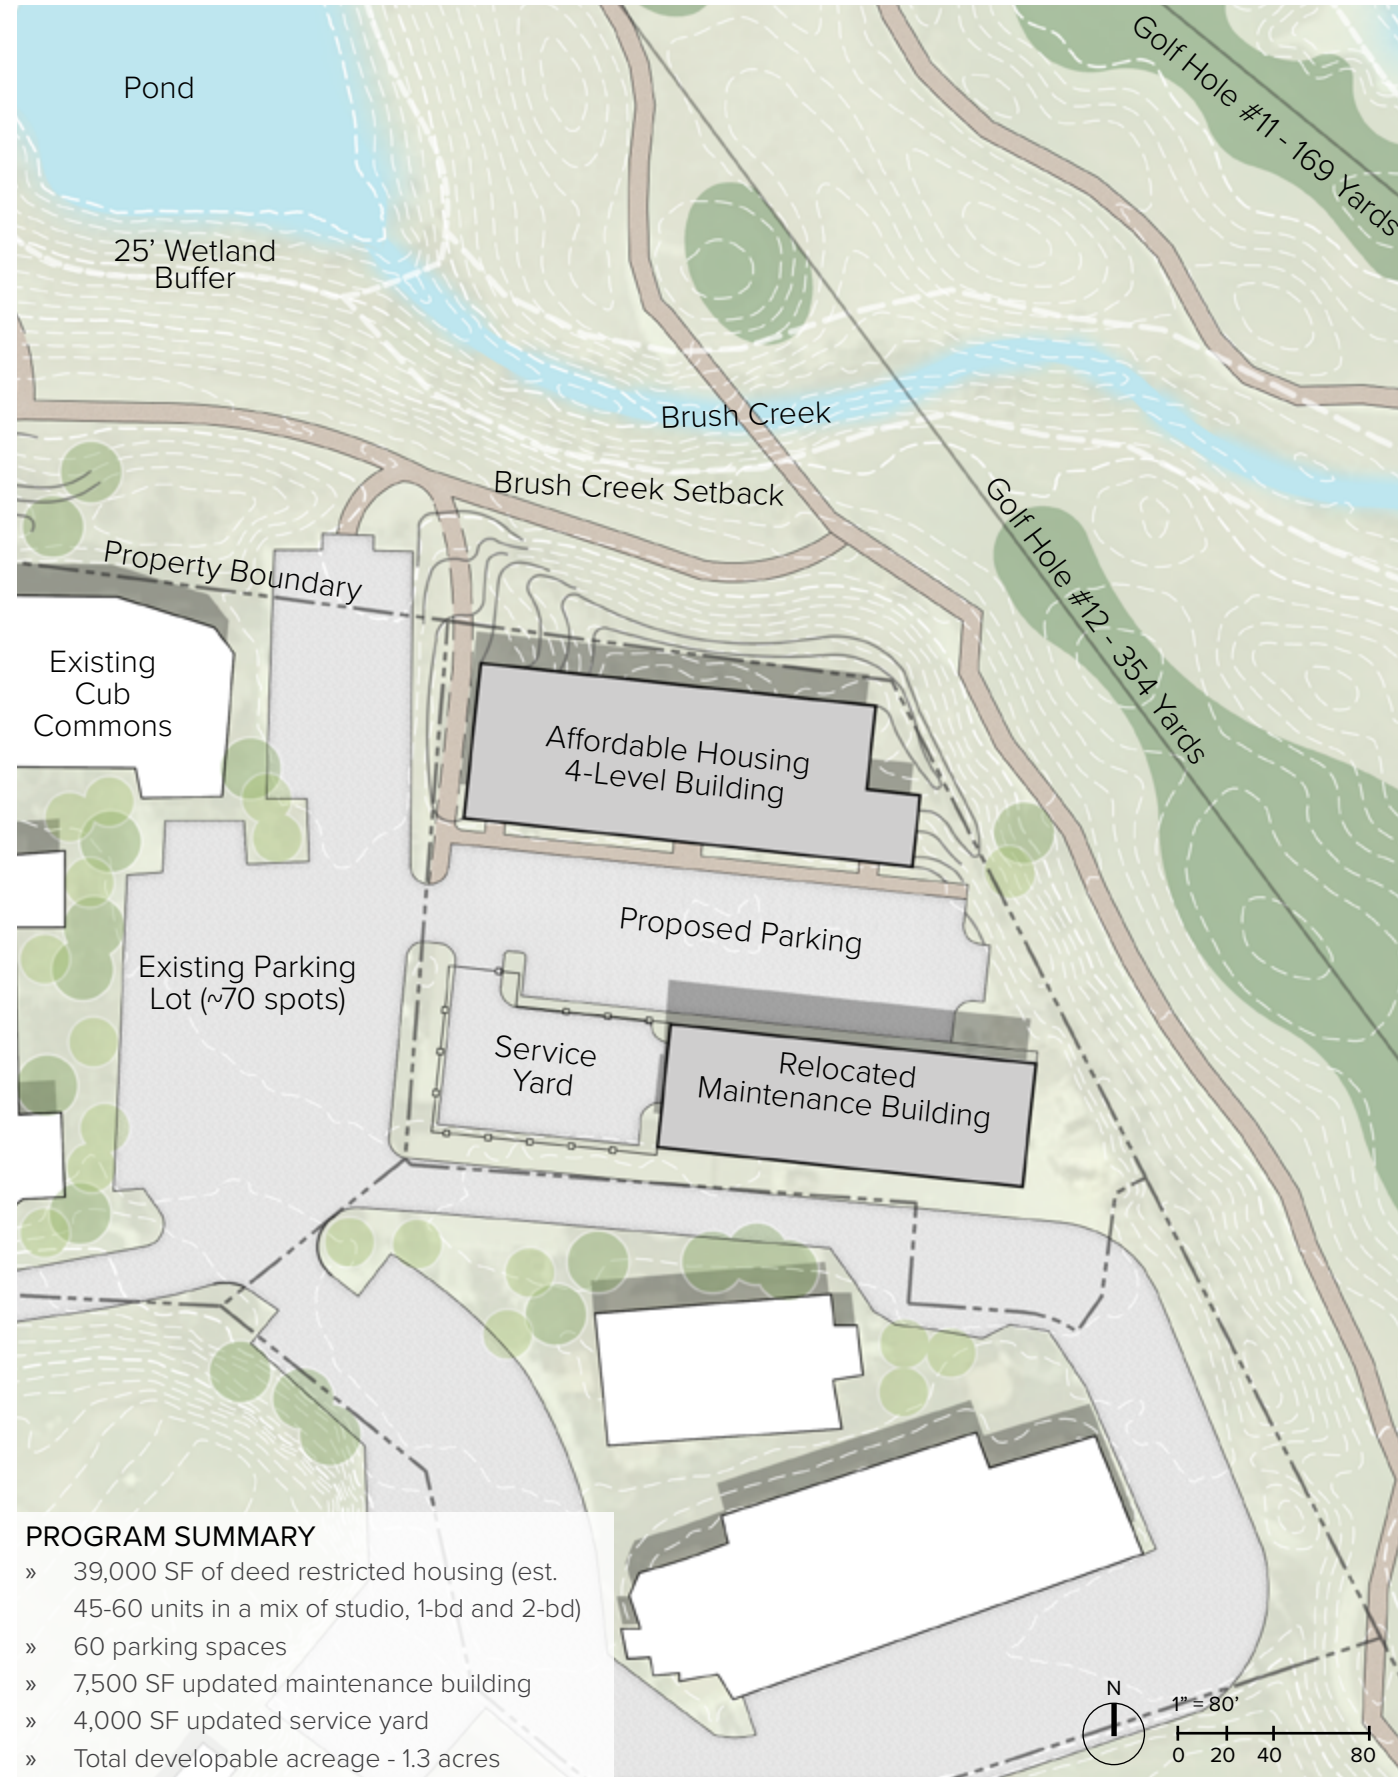 Pond
Golf Hole #11 - 169 Yards
25’ Wetland
Buffer
Brush Creek
Brush Creek Setback
Golf Hole #12 - 354 Yards
Property Boundary
Existing
Cub
Commons
Affordable Housing
4-Level Building
Proposed Parking
Existing Parking
Lot (~70 spots)
Service
Yard
Relocated
Maintenance Building
PROGRAM SUMMARY
» 39,000 SF of deed restricted housing (est.
45-60 units in a mix of studio, 1-bd and 2-bd)
» 60 parking spaces
» 7,500 SF updated maintenance building
» 4,000 SF updated service yard
» Total developable acreage - 1.3 acres
N
1” = 80’
0 20 40 80